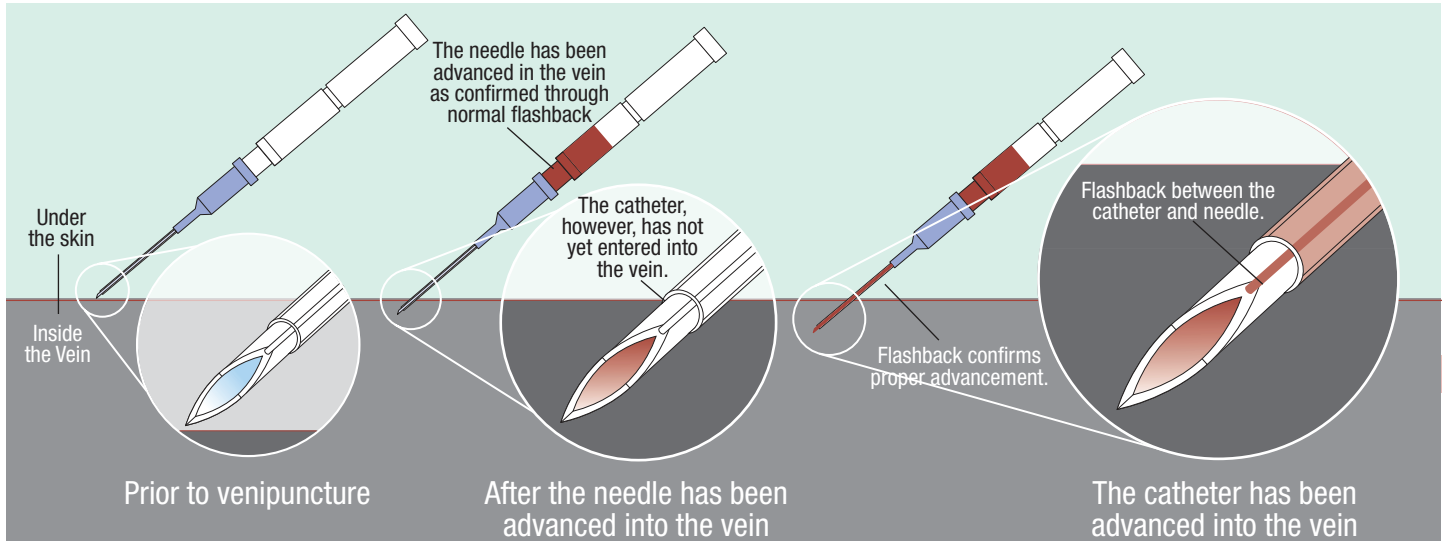 Under
the skin
Inside
the Vein
Prior to venipuncture
The needle has been
advanced in the vein
as confirmed through
normal flashback
The catheter,
however, has not
yet entered into
the vein.
After the needle has been
advanced into the vein
Flashback between the
catheter and needle.
Flashback confirms
proper advancement.
The catheter has been
advanced into the vein